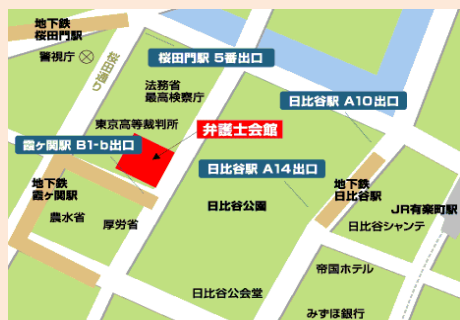 地下鉄
桜田門駅
警視庁
桜田通り
桜田門駅 5番出口
法務省
最高検察庁
日比谷駅 A10出口
東京高等裁判所
弁護士会館
霞ヶ関駅 B1-b出口
日比谷駅 A14出口
地下鉄
霞ヶ関駅
地下鉄
日比谷駅
農水省
厚労省
日比谷公園
JR有楽町駅
日比谷シャンテ
帝国ホテル
日比谷公会堂
みずほ銀行